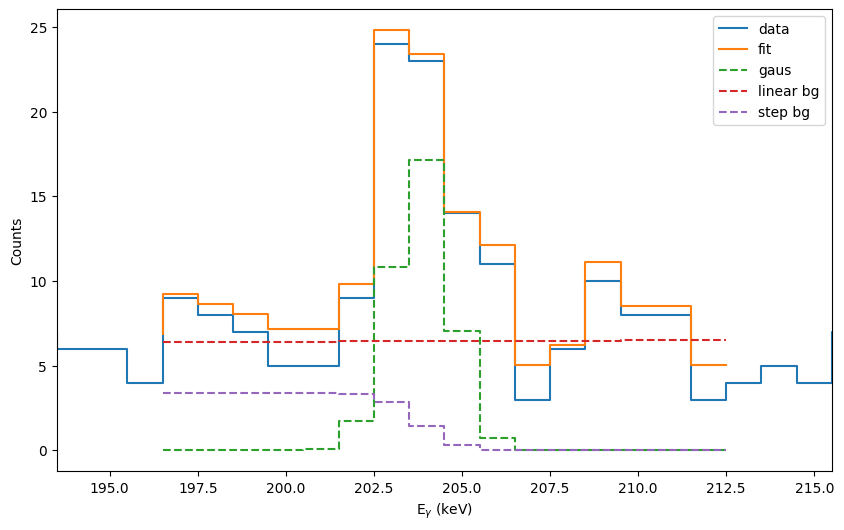 data
fit
gaus
linear bg
step bg
25
20
15
10
5
0
Counts
195.0 197.5 200.0 202.5 205.0 207.5 210.0 212.5 215.0
Eγ (keV)